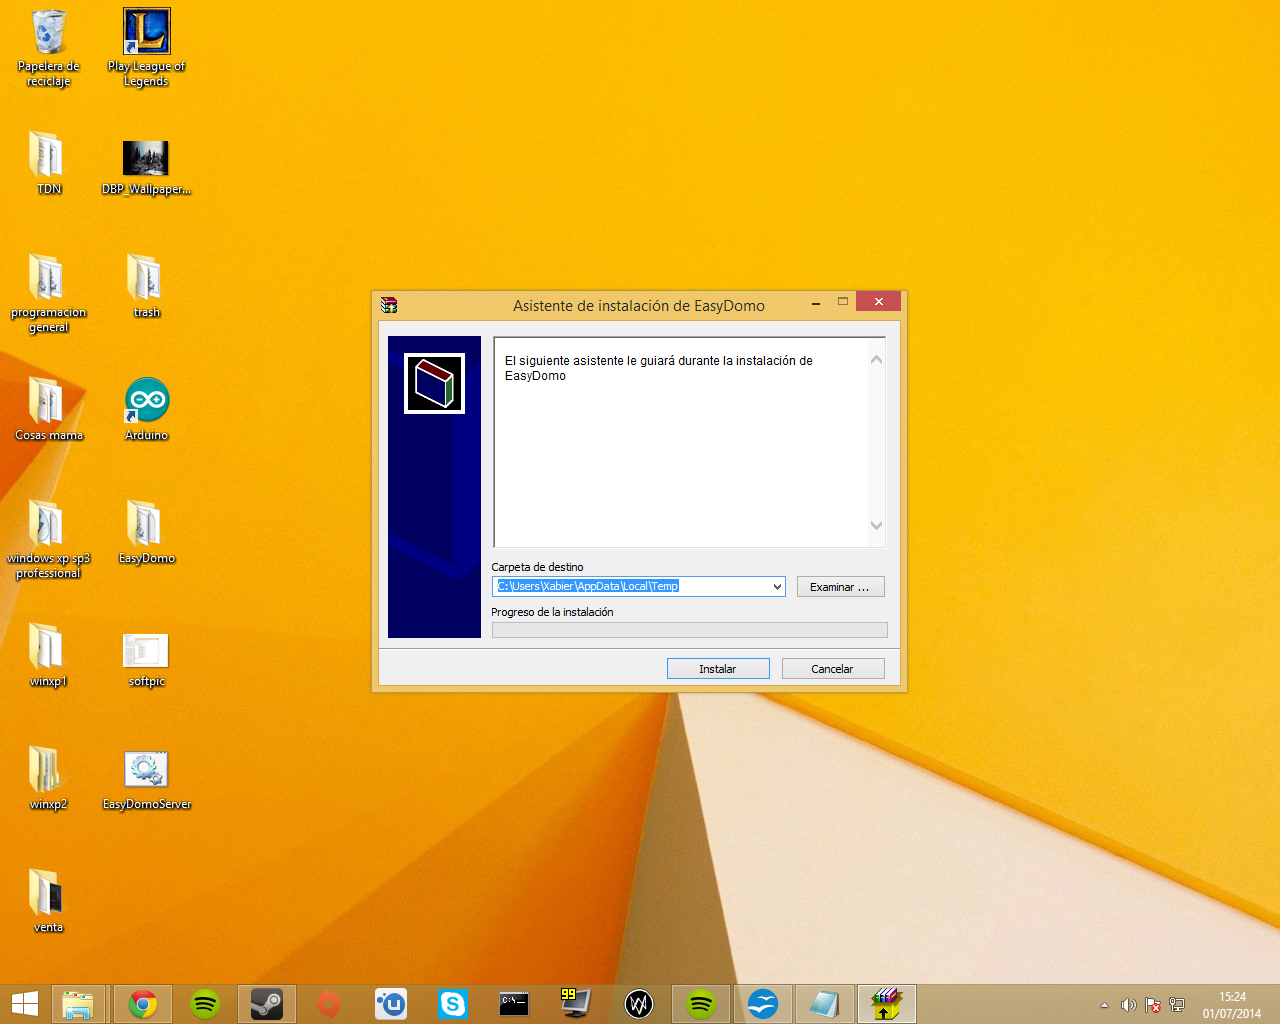 Papelera de
reciclaje
Play League of
Legends
TDN
DBP_Wallpaper...
programacion
general
trash
Cosas mama
Arduino
windows xp sp3
professional
EasyDomo
winxp1
softpic
winxp2
EasyDomoServer
venta
Asistente de instalación de EasyDomo
El siguiente asistente le guiará durante la instalación de
EasyDomo
Carpeta de destino
C:\Users\Xabier\AppData\Local\Temp
Examinar ...
Progreso de la instalación
Instalar
Cancelar
C:\
99
15:24
01/07/2014